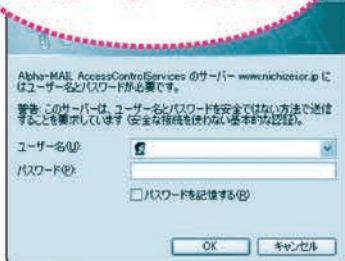 Alpha-MAIL AccessControlServices のサーバー www.nichizei.or.jp に
はユーザー名とパスワードが必要です。
警告: このサーバーは、ユーザー名とパスワードを安全ではない方法で送信
することを要求しています (安全な接続を使わない基本的な認証)。
ユーザー名(U):
パスワード(P):
パスワードを記憶する(R)
OK キャンセル